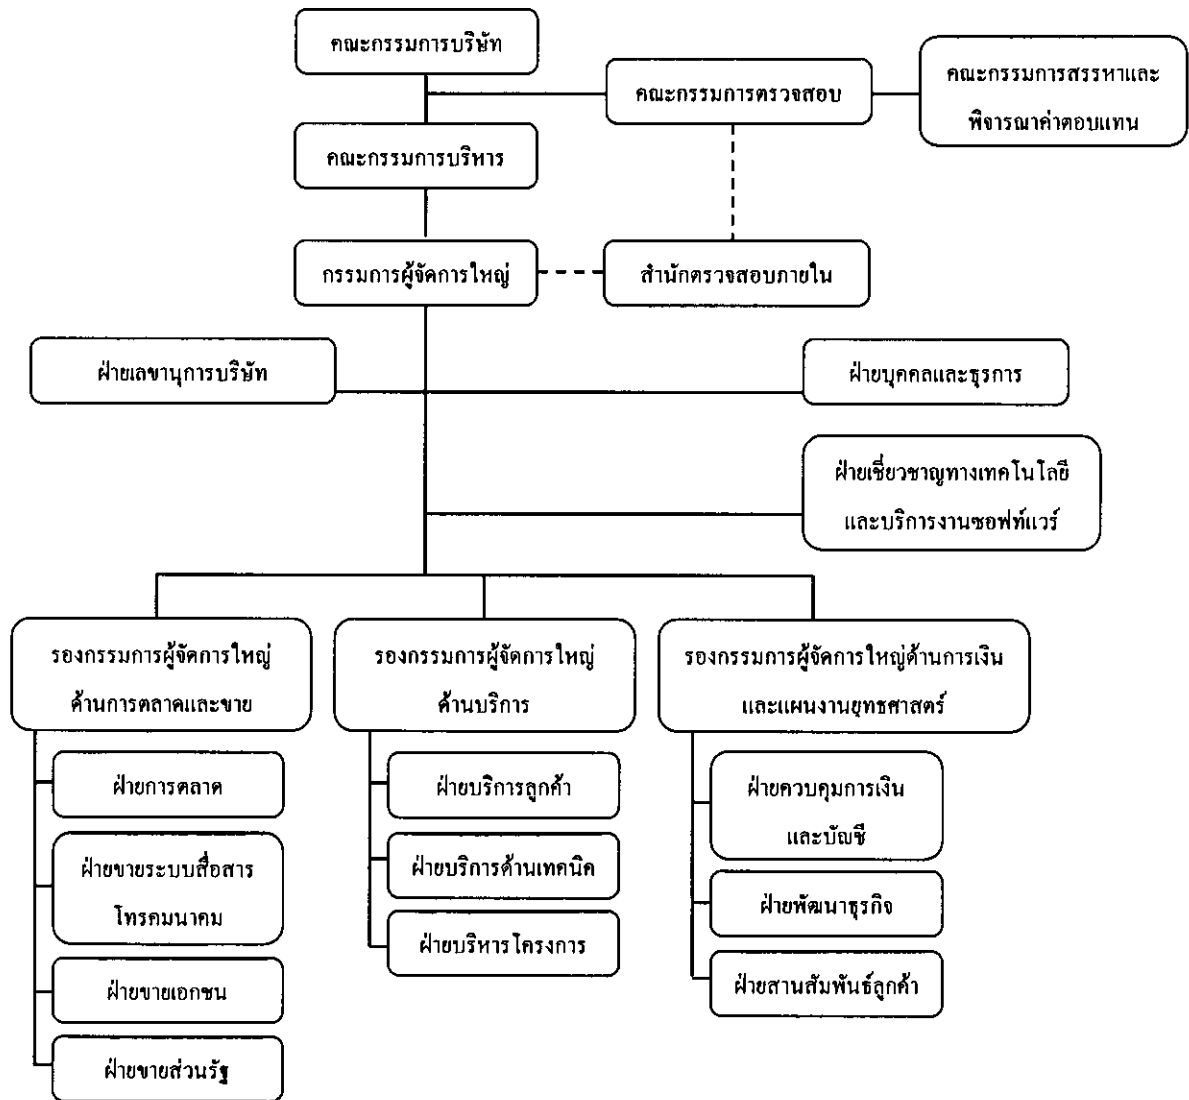 คณะกรรมการบริษัท
คณะกรรมการตรวจสอบ
คณะกรรมการสรรหาและ
พิจารณาค่าตอบแทน
คณะกรรมการบริหาร
กรรมการผู้จัดการใหญ่
สำนักตรวจสอบภายใน
ฝ่ายเลขานุการบริษัท
ฝ่ายบุคคลและธุรการ
ฝ่ายเชี่ยวชาญทางเทคโนโลยี
และบริการงานซอฟท์แวร์
รองกรรมการผู้จัดการใหญ่
ด้านการตลาดและขาย
รองกรรมการผู้จัดการใหญ่
ด้านบริการ
รองกรรมการผู้จัดการใหญ่ด้านการเงิน
และแผนงานยุทธศาสตร์
ฝ่ายการตลาด
ฝ่ายขายระบบสื่อสาร
โทรคมนาคม
ฝ่ายขายเอกชน
ฝ่ายขายส่วนรัฐ
ฝ่ายบริการลูกค้า
ฝ่ายบริการด้านเทคนิค
ฝ่ายบริหารโครงการ
ฝ่ายควบคุมการเงิน
และบัญชี
ฝ่ายพัฒนาธุรกิจ
ฝ่ายสานสัมพันธ์ลูกค้า